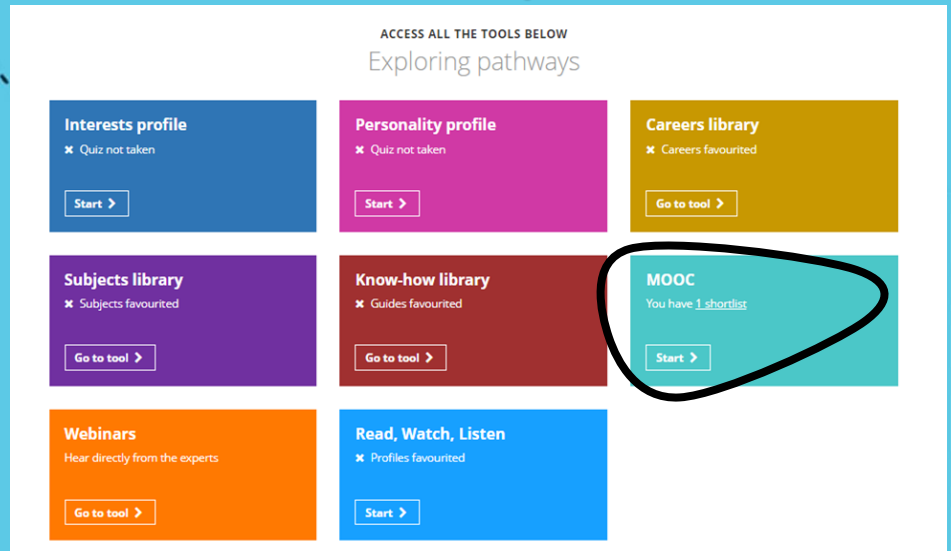 ACCESS ALL THE TOOLS BELOW
Exploring pathways
Interests profile
✖ Quiz not taken
Start >
Personality profile
✖ Quiz not taken
Start >
Careers library
✖ Careers favourited
Go to tool >
Subjects library
✖ Subjects favourited
Go to tool >
Know-how library
✖ Guides favourited
Go to tool >
MOOC
You have 1 shortlist
Start >
Webinars
Hear directly from the experts
Go to tool >
Read, Watch, Listen
✖ Profiles favourited
Start >